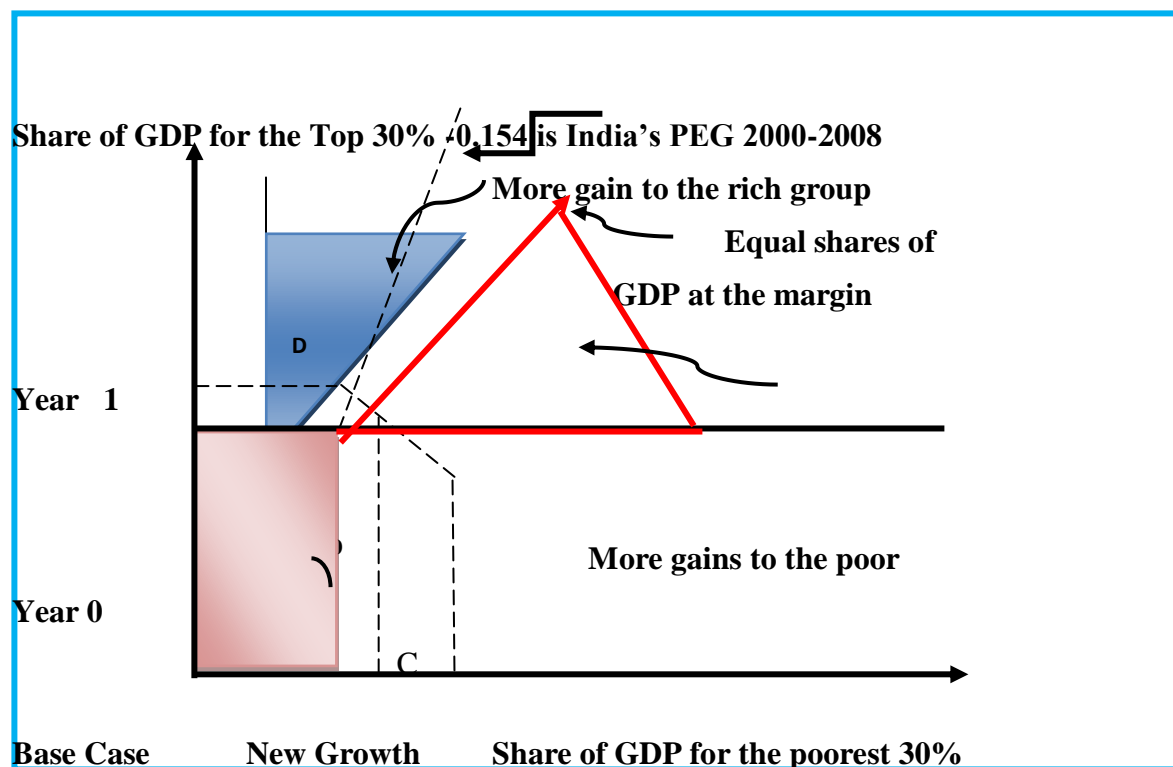 Share of GDP for the Top 30% -0.154 is India’s PEG 2000-2008
More gain to the rich group
Equal shares of
GDP at the margin
D
Year 1
More gains to the poor
Year 0
C
Base Case New Growth Share of GDP for the poorest 30%